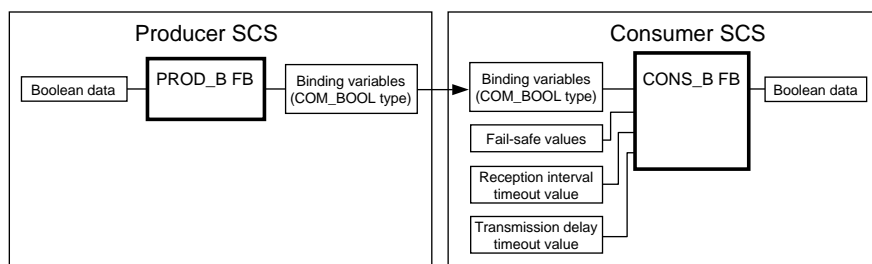 Producer SCS
Boolean data
PROD_B FB
Binding variables
(COM_BOOL type)
Consumer SCS
Binding variables
(COM_BOOL type)
Fail-safe values
Reception interval
timeout value
Transmission delay
timeout value
CONS_B FB
Boolean data